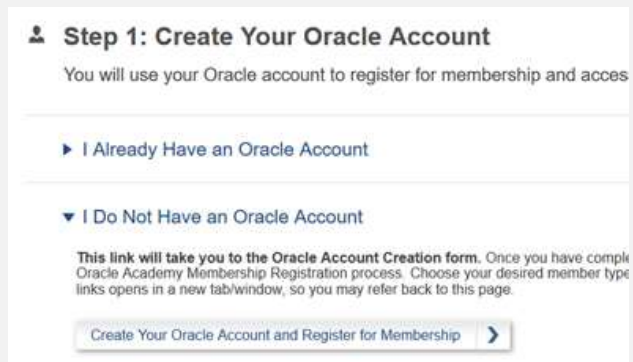 Step 1: Create Your Oracle Account
You will use your Oracle account to register for membership and acces
I Already Have an Oracle Account
I Do Not Have an Oracle Account
This link will take you to the Oracle Account Creation form. Once you have comple
Oracle Academy Membership Registration process. Choose your desired member type
links opens in a new tab/window, so you may refer back to this page.
Create Your Oracle Account and Register for Membership